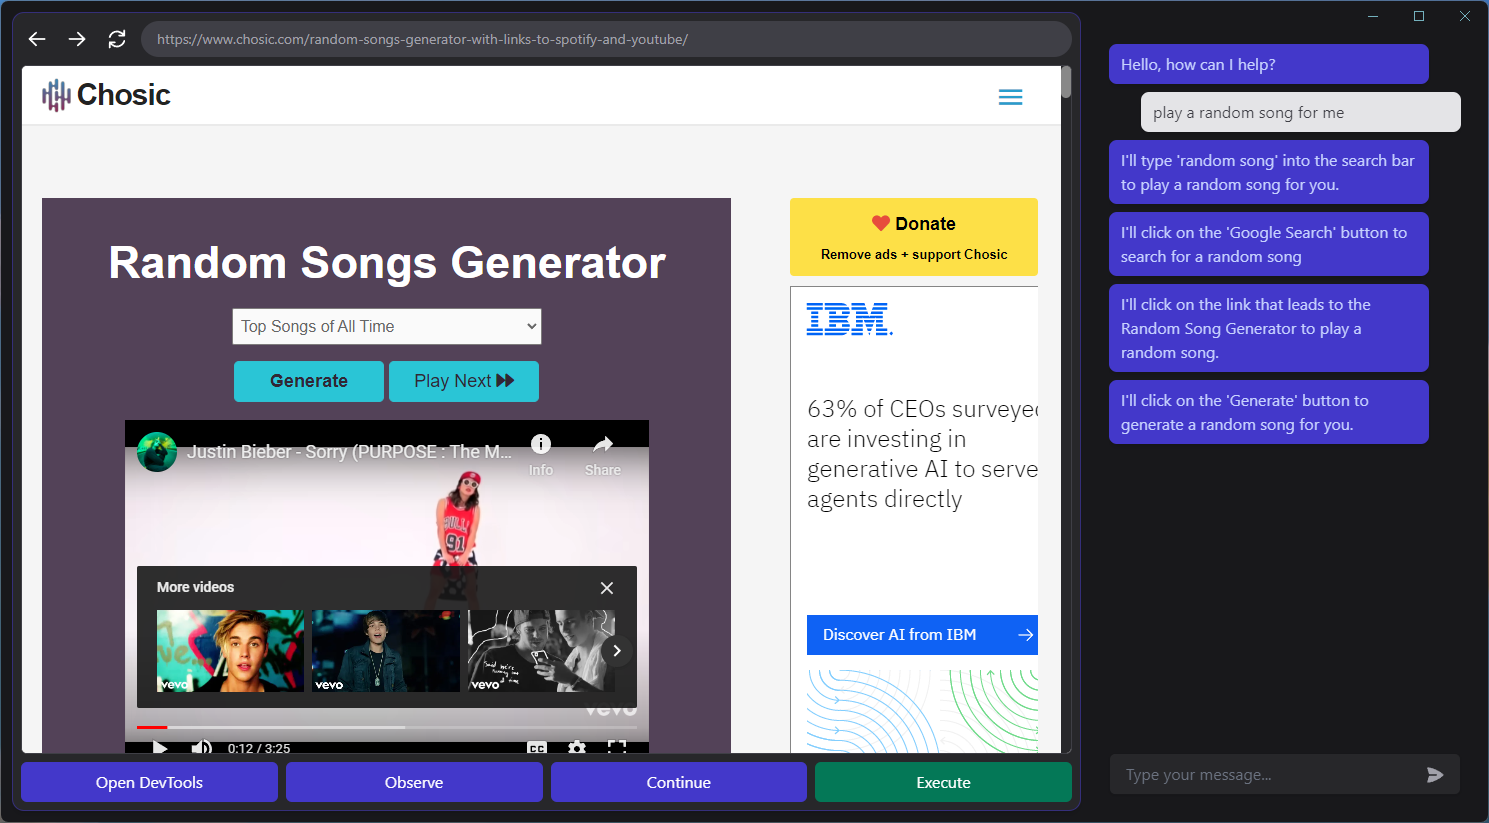 https://www.chosic.com/random-songs-generator-with-links-to-spotify-and-youtube/
Chosic
Random Songs Generator
Top Songs of All Time
Generate
Play Next
Justin Bieber - Sorry (PURPOSE : The M...
Info
Share
BULLS
91
More videos
vevo
vevo
vevo
vevo
0:12 / 3:25
CC
Donate
Remove ads + support Chosic
IBM.
63% of CEOs surveyed
are investing in
generative AI to serve
agents directly
Discover AI from IBM
Open DevTools
Observe
Continue
Execute
Hello, how can I help?
play a random song for me
I'll type 'random song' into the search bar
to play a random song for you.
I'll click on the 'Google Search' button to
search for a random song
I'll click on the link that leads to the
Random Song Generator to play a
random song.
I'll click on the 'Generate' button to
generate a random song for you.
Type your message...